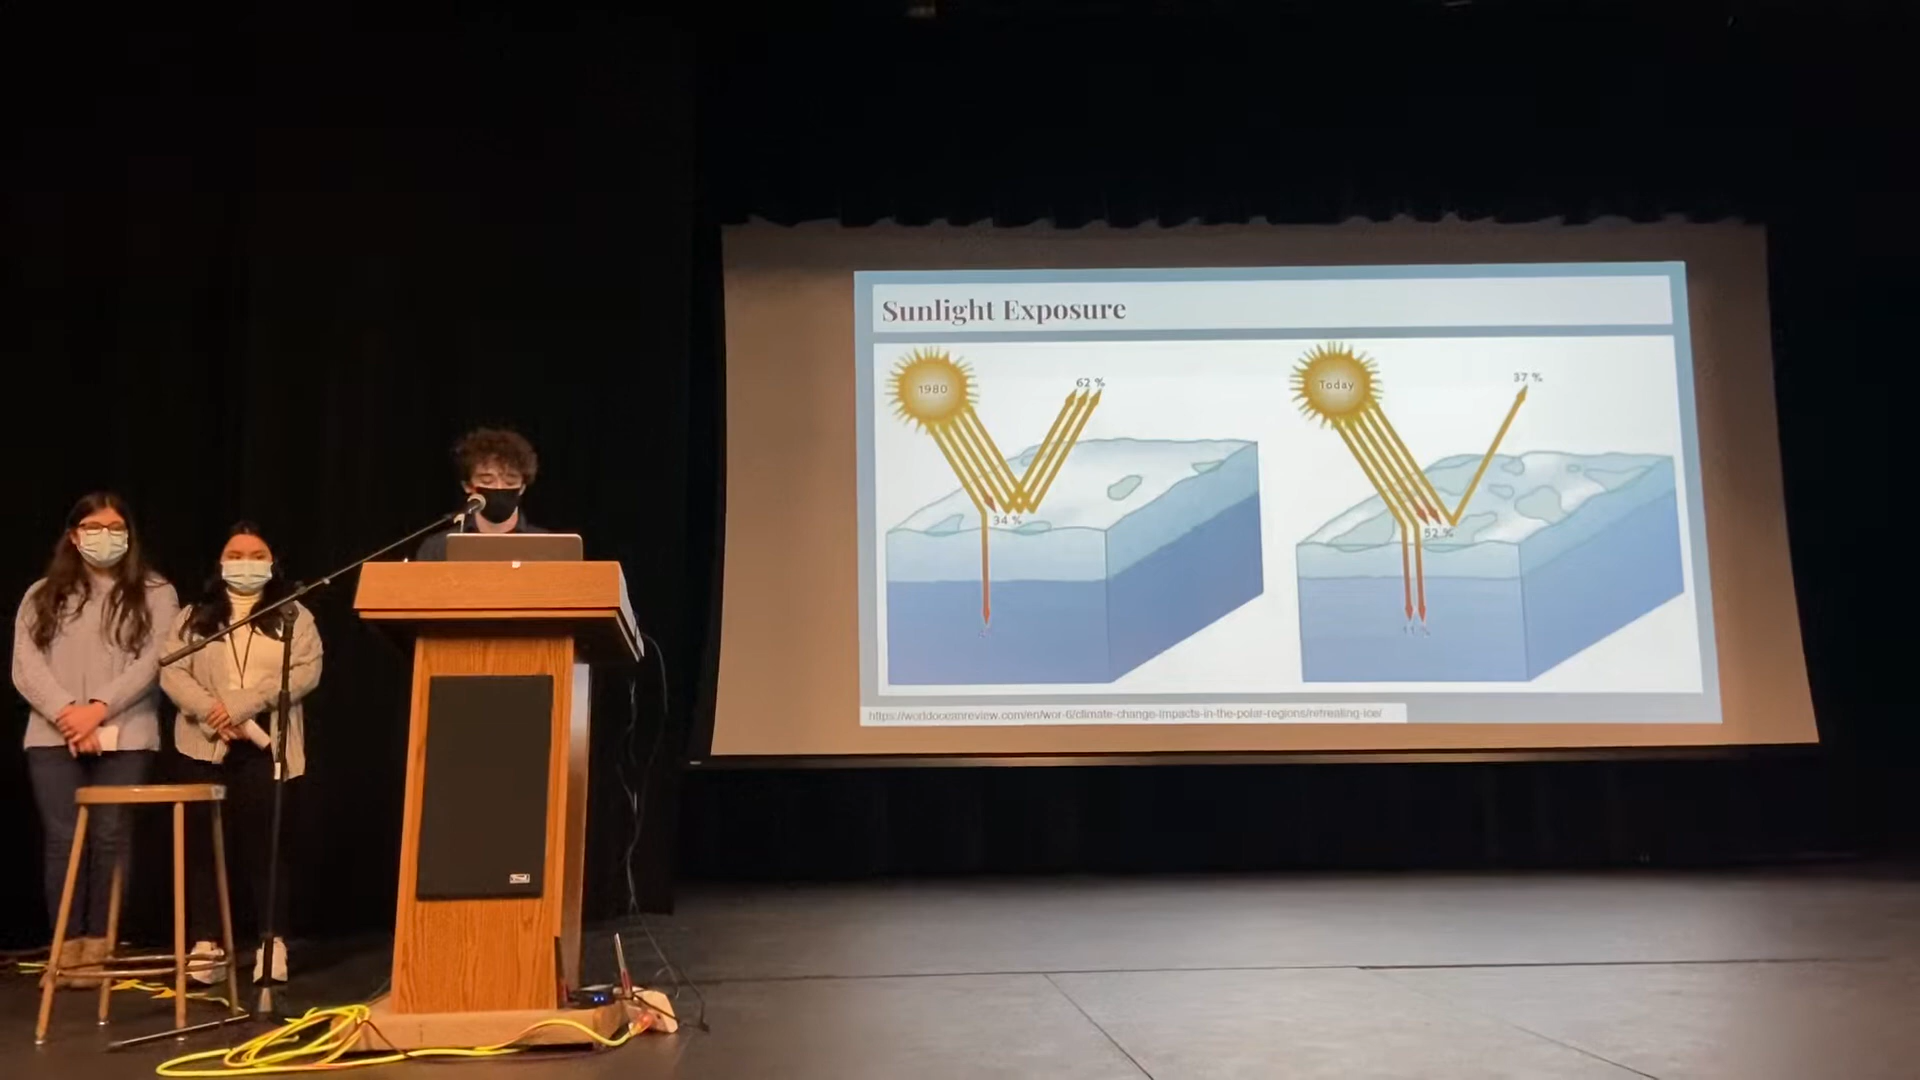 Sunlight Exposure
1980
62 %
34 %
Today
37 %
52 %
11 %
https://worldoceanreview.com/en/wor-6/climate-change-impacts-in-the-polar-regions/retreating-ice/